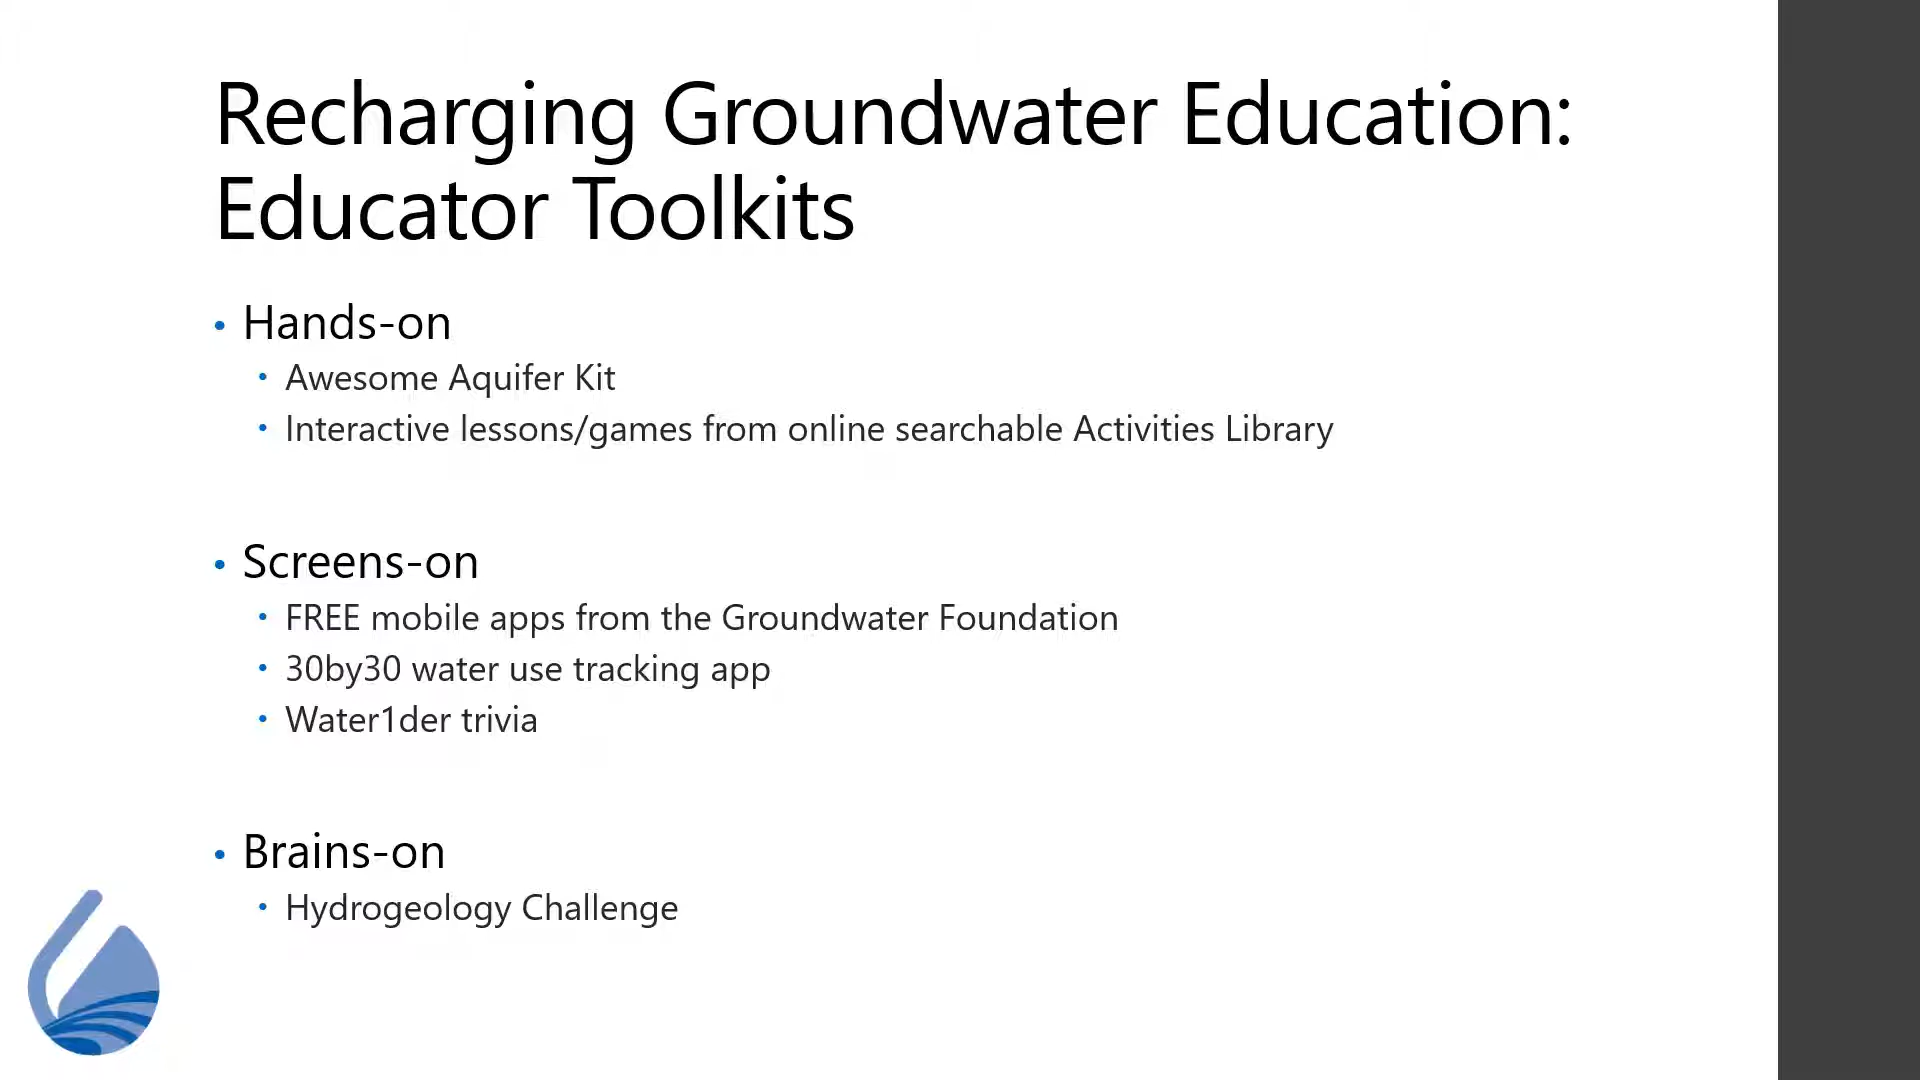 Recharging Groundwater Education:
Educator Toolkits
• Hands-on
• Awesome Aquifer Kit
• Interactive lessons/games from online searchable Activities Library
• Screens-on
• FREE mobile apps from the Groundwater Foundation
• 30by30 water use tracking app
• Water1der trivia
• Brains-on
• Hydrogeology Challenge